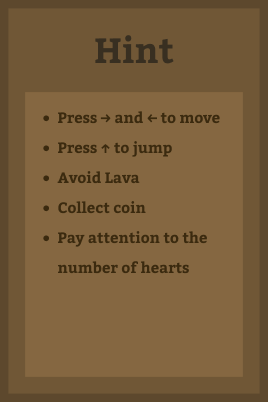 Hint
• Press → and ← to move
• Press ↑ to jump
• Avoid Lava
• Collect coin
• Pay attention to the
number of hearts